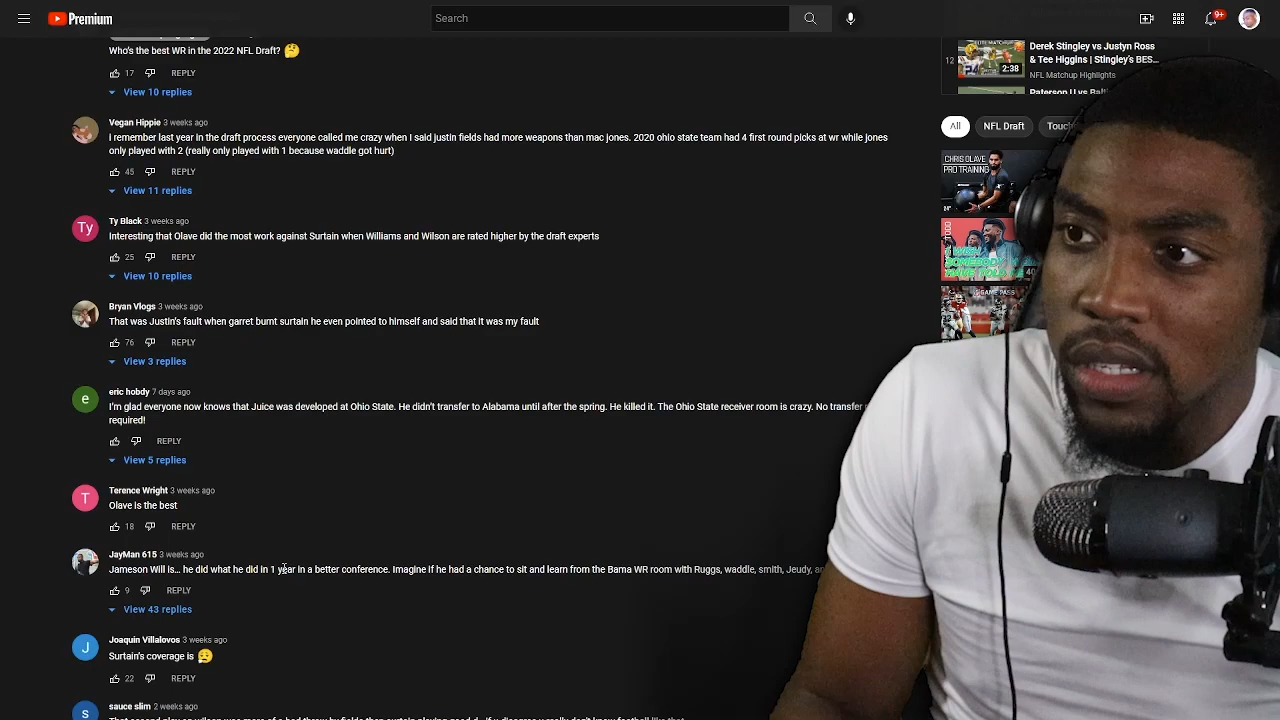 Premium
Search
9+
Who's the best WR in the 2022 NFL Draft? 🤔
17
REPLY
View 10 replies
Vegan Hippie 3 weeks ago
I remember last year in the draft process everyone called me crazy when I said justin fields had more weapons than mac jones. 2020 ohio state team had 4 first round picks at wr while jones
only played with 2 (really only played with 1 because waddle got hurt)
45
REPLY
View 11 replies
Ty
Ty Black 3 weeks ago
Interesting that Olave did the most work against Surtain when Williams and Wilson are rated higher by the draft experts
25
REPLY
View 10 replies
Bryan Vlogs 3 weeks ago
That was Justin's fault when garret burnt surtain he even pointed to himself and said that it was my fault
76
REPLY
View 3 replies
e
eric hobdy 7 days ago
I'm glad everyone now knows that Juice was developed at Ohio State. He didn't transfer to Alabama until after the spring. He killed it. The Ohio State receiver room is crazy. No transfer
required!
REPLY
View 5 replies
T
Terence Wright 3 weeks ago
Olave is the best
18
REPLY
JayMan 615 3 weeks ago
Jameson Will is... he did what he did in 1 year in a better conference. Imagine if he had a chance to sit and learn from the Bama WR room with Ruggs, waddle, smith, Jeudy,
9
REPLY
View 43 replies
J
Joaquin Villalovos 3 weeks ago
Surtain's coverage is 😮‍💨
22
REPLY
s
sauce slim 2 weeks ago
12
2:38
Derek Stingley vs Justyn Ross
& Tee Higgins | Stingley's BES...
NFL Matchup Highlights
All
NFL Draft
CHRIS OLAVE
PRO TRAINING
I WISH
SOMEBODY
GAME PASS